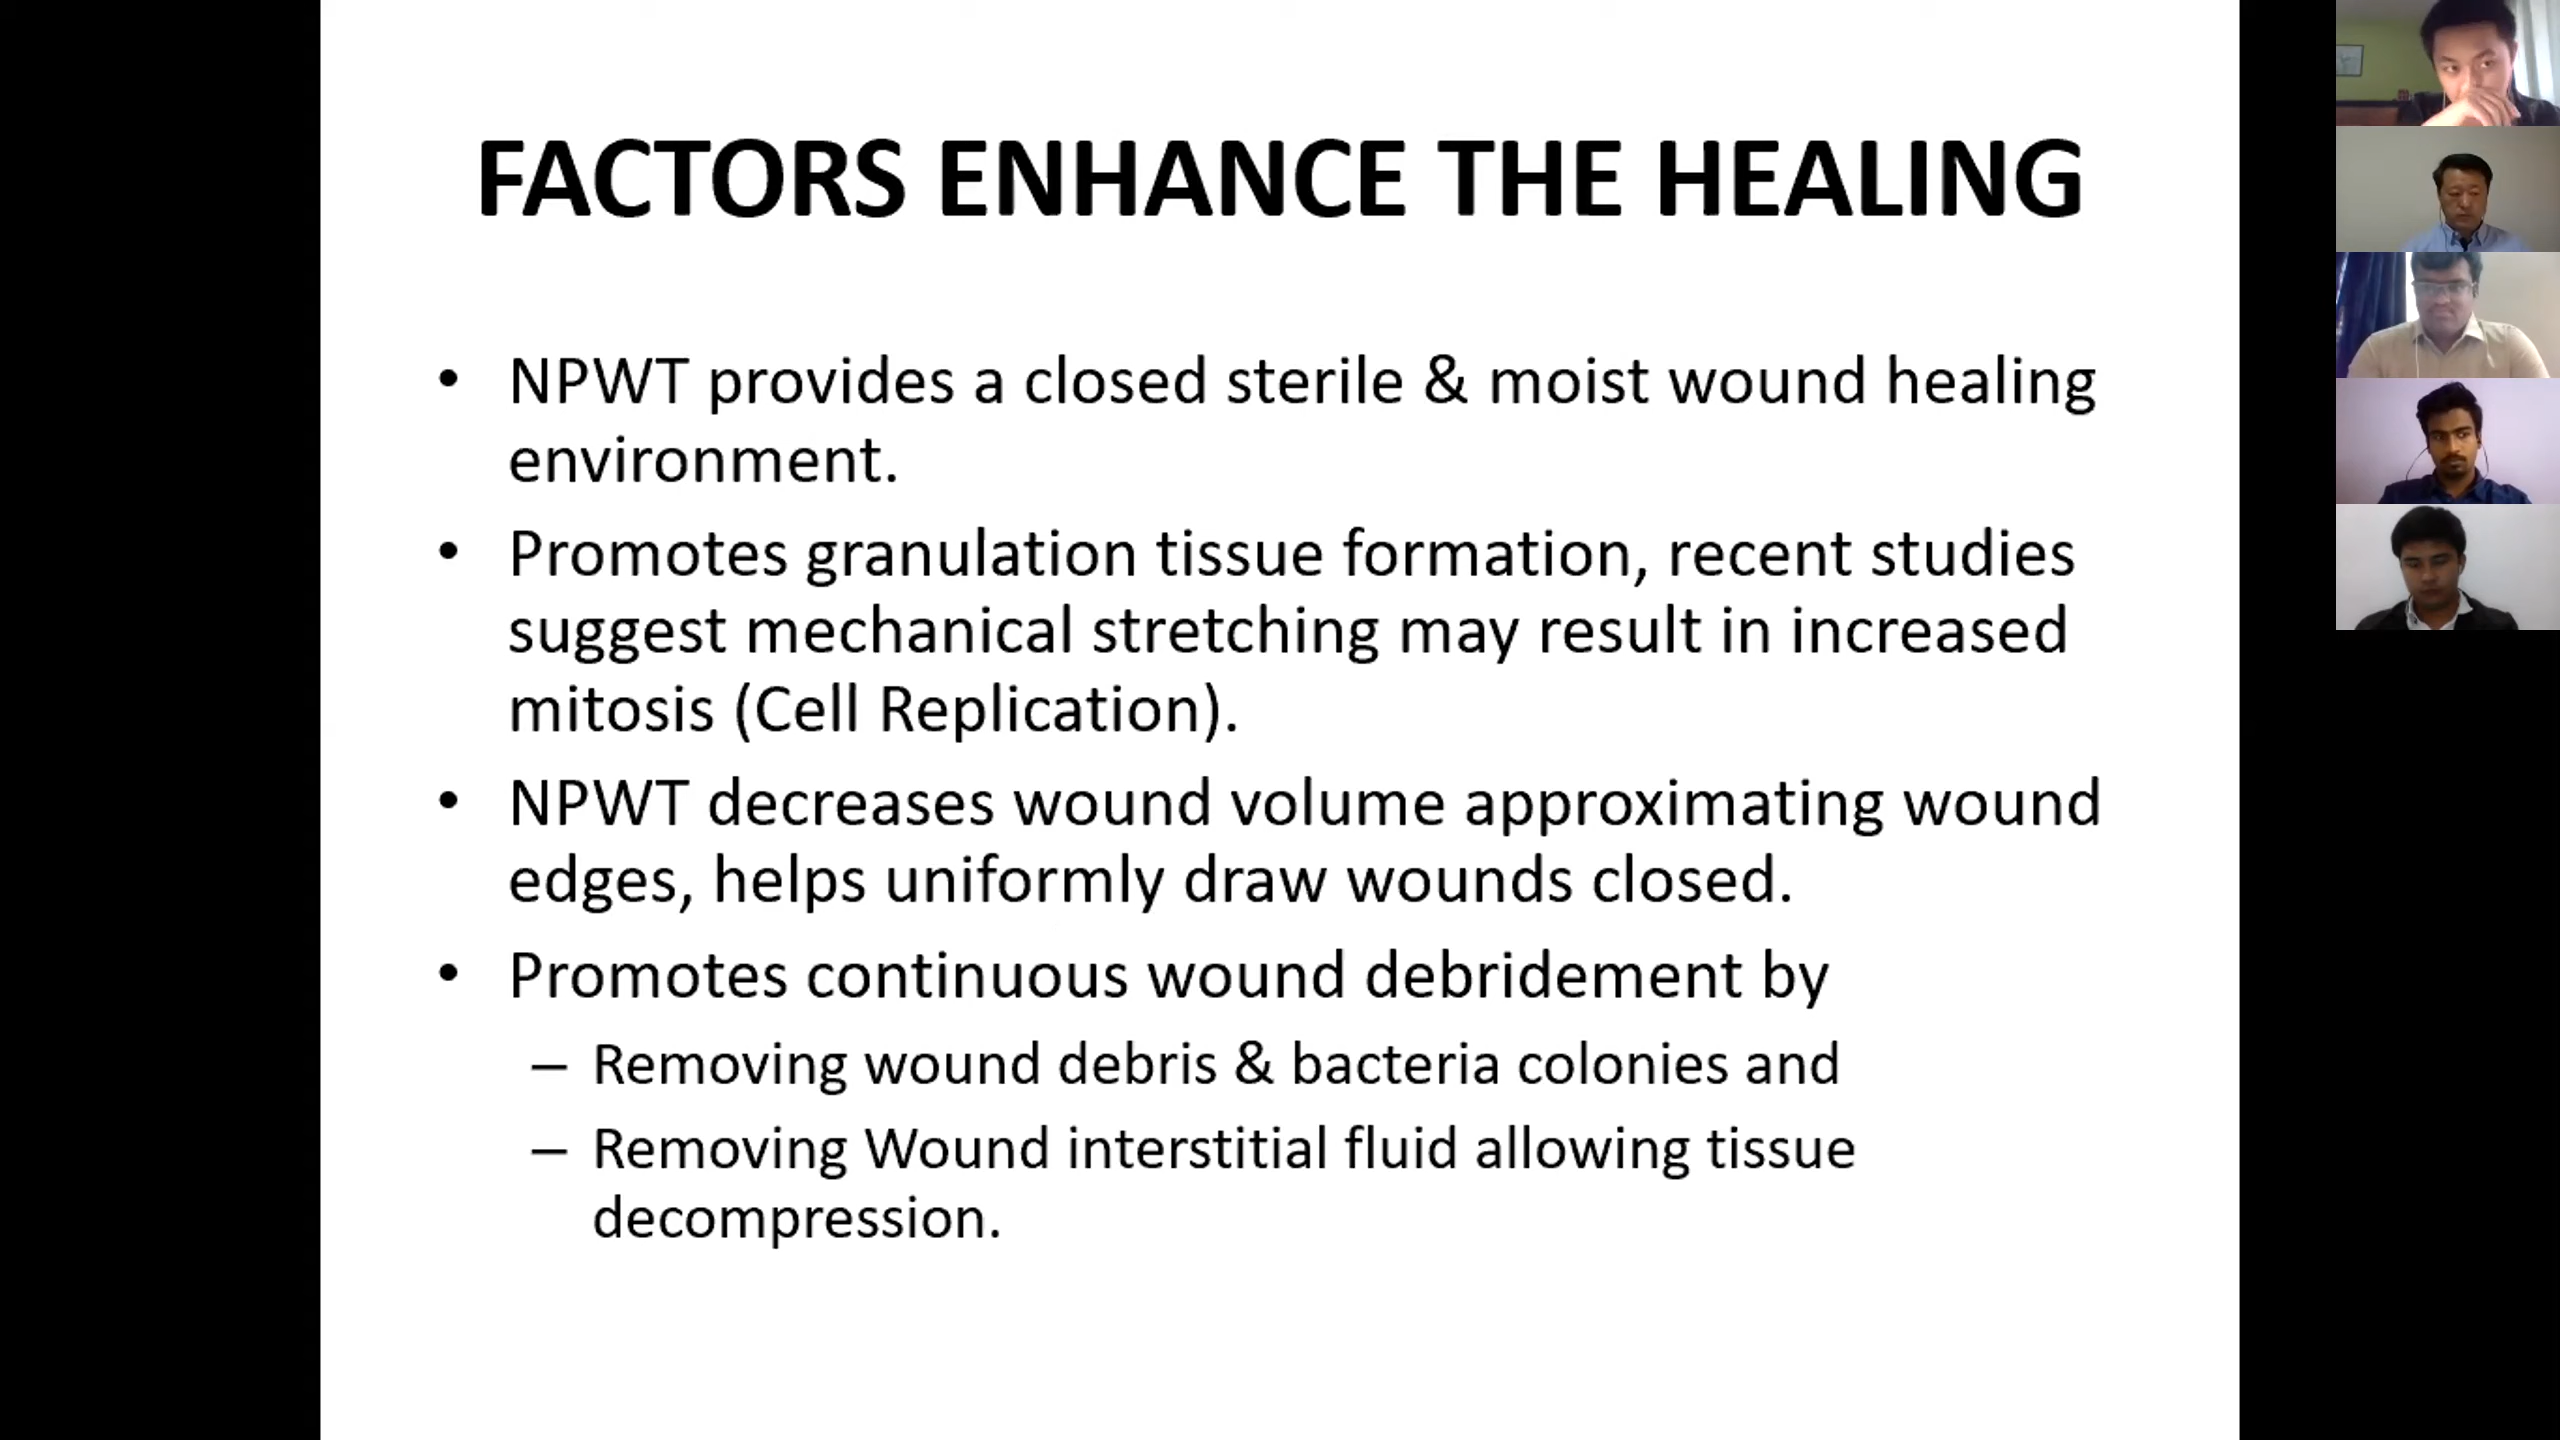 FACTORS ENHANCE THE HEALING
• NPWT provides a closed sterile & moist wound healing
environment.
• Promotes granulation tissue formation, recent studies
suggest mechanical stretching may result in increased
mitosis (Cell Replication).
• NPWT decreases wound volume approximating wound
edges, helps uniformly draw wounds closed.
• Promotes continuous wound debridement by
– Removing wound debris & bacteria colonies and
– Removing Wound interstitial fluid allowing tissue
decompression.